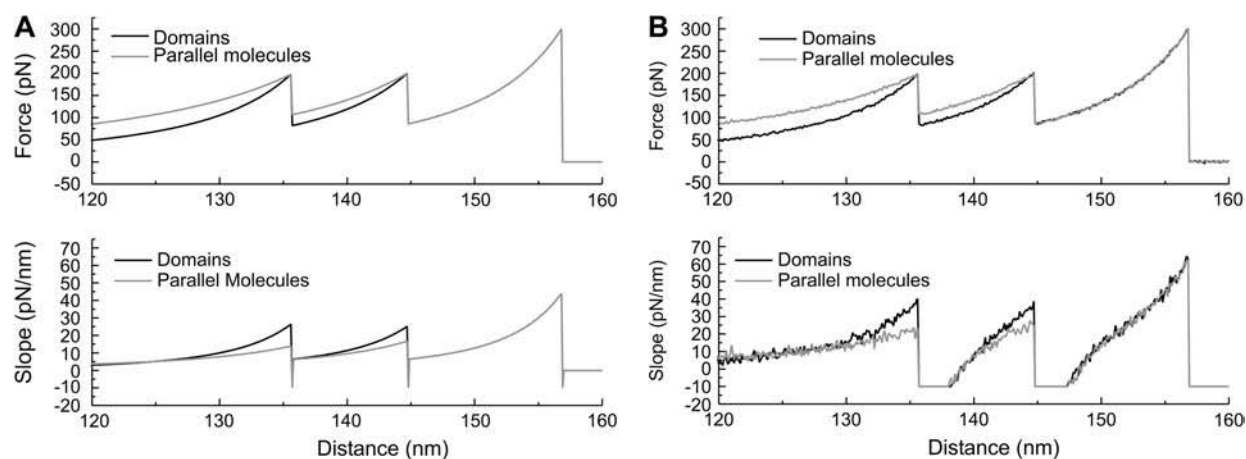 A
Force (pN)
300
250
200
150
100
50
0
-50
Domains
Parallel molecules
120 130 140 150 160
Slope (pN/nm)
70
60
50
40
30
20
10
0
-10
-20
Domains
Parallel Molecules
120 130 140 150 160
Distance (nm)
B
Force (pN)
300
250
200
150
100
50
0
-50
Domains
Parallel molecules
120 130 140 150 160
Slope (pN/nm)
70
60
50
40
30
20
10
0
-10
-20
Domains
Parallel molecules
120 130 140 150 160
Distance (nm)